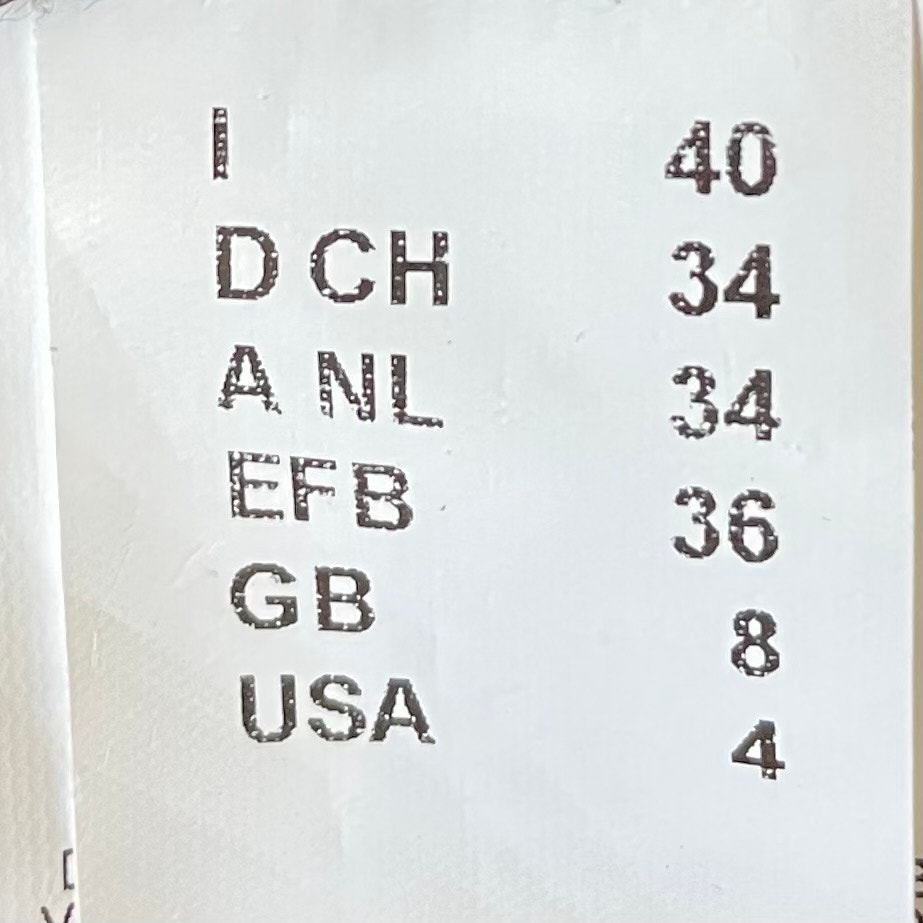 I 40
D CH 34
A NL 34
EFB 36
GB 8
USA 4